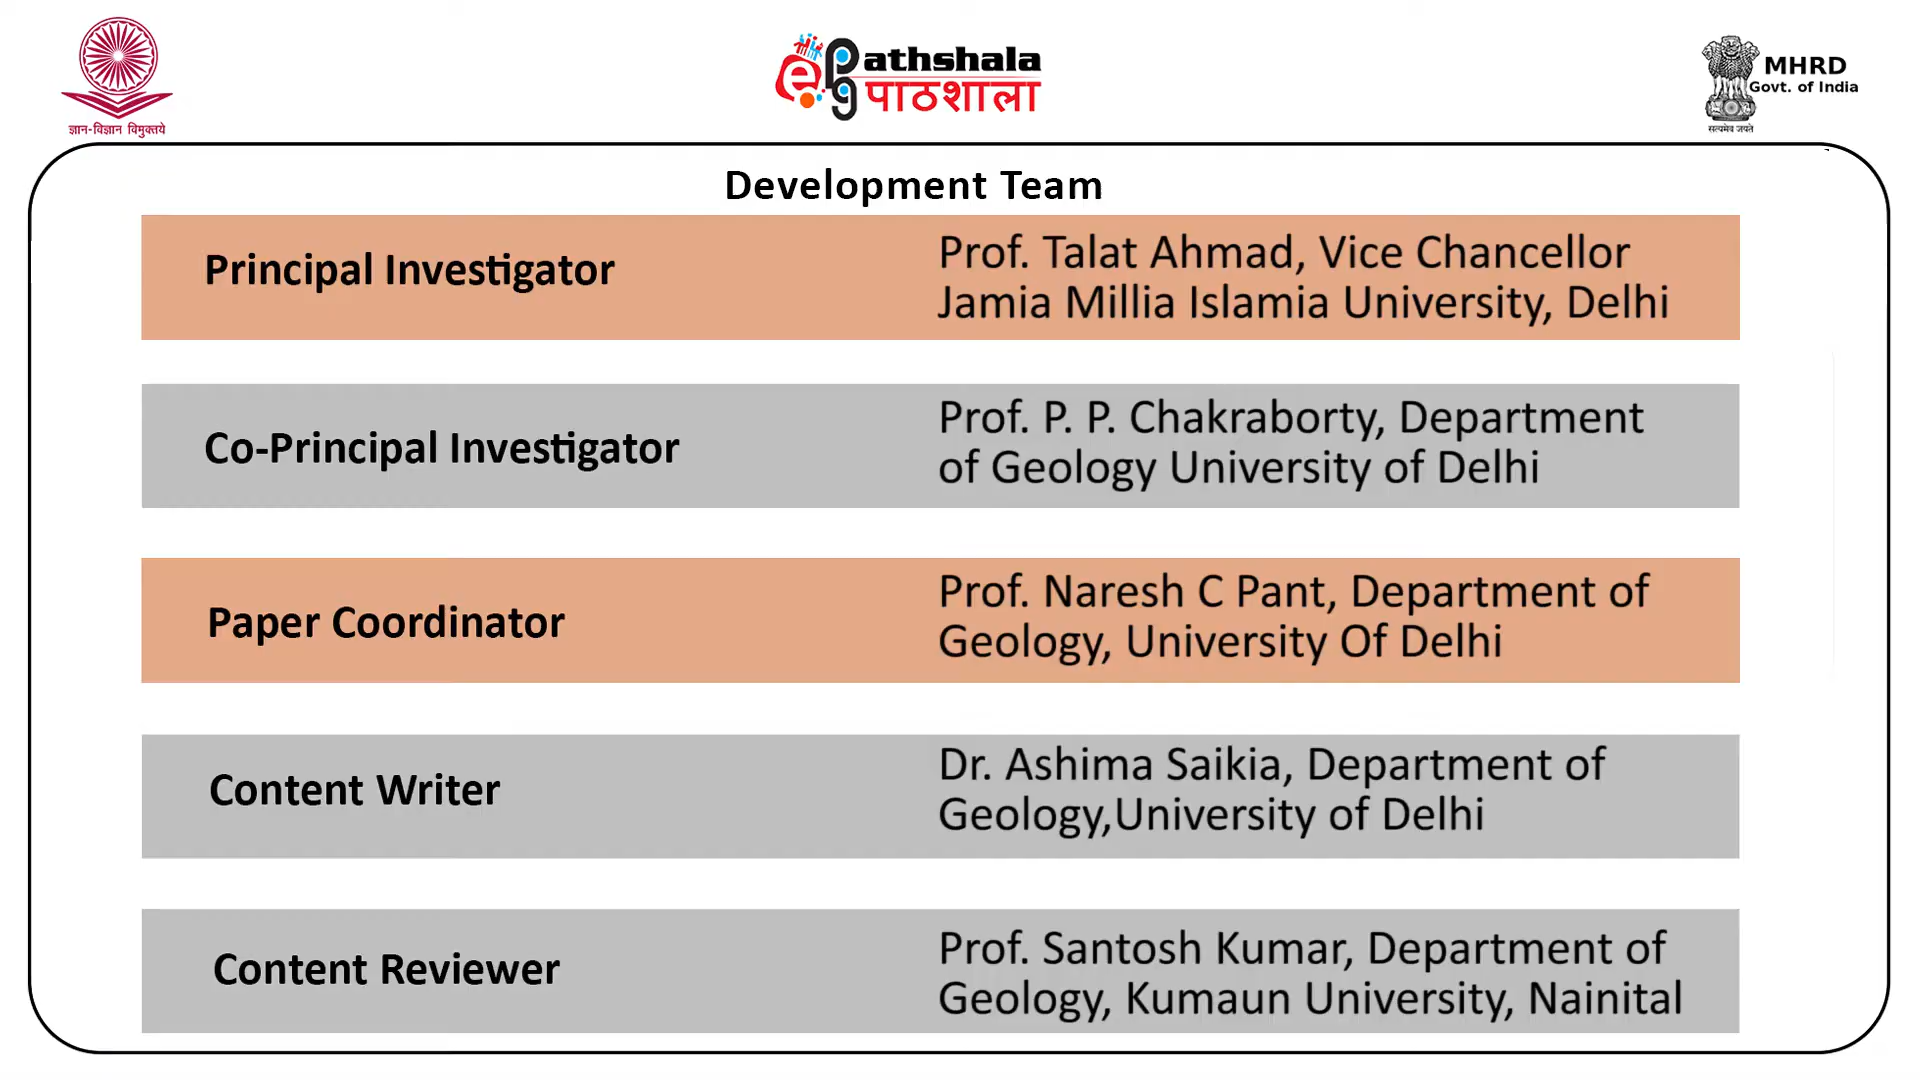 ज्ञान-विज्ञान विमुक्तये
e pg athshala
पाठशाला
MHRD
Govt. of India
सत्यमेव जयते
Development Team
Principal Investigator
Prof. Talat Ahmad, Vice Chancellor
Jamia Millia Islamia University, Delhi
Co-Principal Investigator
Prof. P. P. Chakraborty, Department
of Geology University of Delhi
Paper Coordinator
Prof. Naresh C Pant, Department of
Geology, University Of Delhi
Content Writer
Dr. Ashima Saikia, Department of
Geology,University of Delhi
Content Reviewer
Prof. Santosh Kumar, Department of
Geology, Kumaun University, Nainital